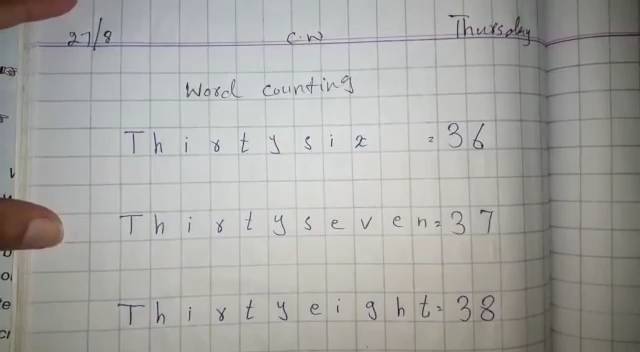 27/8 C.W Thursday
Word counting
Thirtysix = 36
Thirtyseven = 37
Thirtyeight = 38